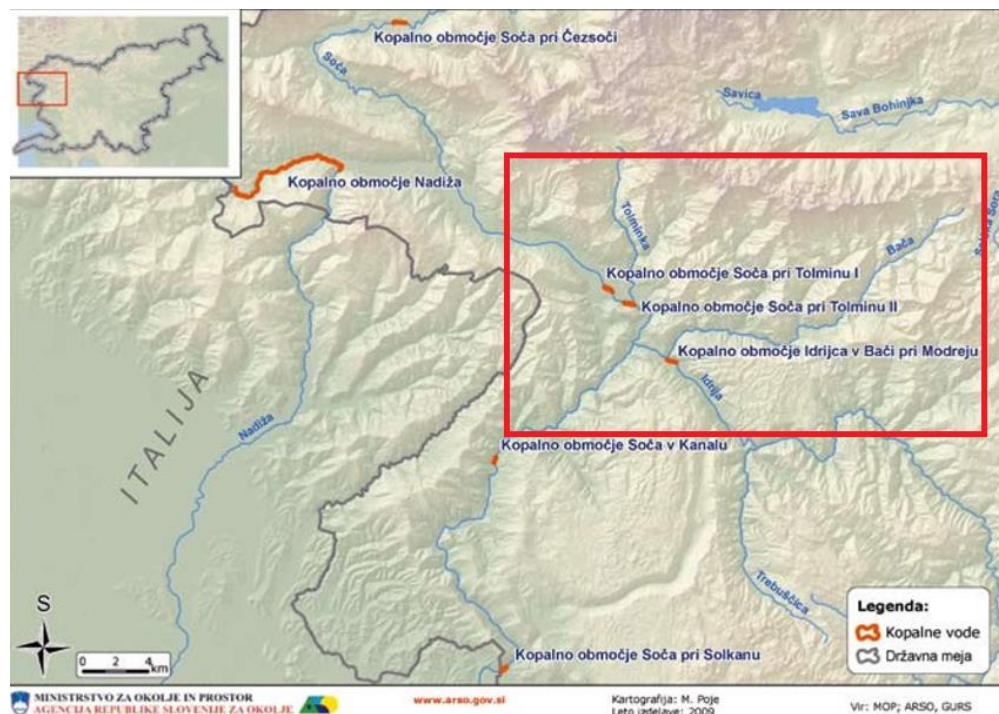 Kopalno območje Soča pri Čezsoči
Soča
Savica
Sava Bohinjka
Kopalno območje Nadiža
Tolminka
Bača
Kopalno območje Soča pri Tolminu I
Kopalno območje Soča pri Tolminu II
Kopalno območje Idrijca v Bači pri Modreju
Idrija
ITALIJA
Nadiža
Kopalno območje Soča v Kanalu
Trebuščica
S
0 2 4 km
Kopalno območje Soča pri Solkanu
Legenda:
Kopalne vode
Državna meja
MINISTRSTVO ZA OKOLJE IN PROSTOR
AGENCIJA REPUBLIKE SLOVENIJE ZA OKOLJE
www.arso.gov.si
Kartografija: M. Poje
Leto izdelave: 2009
Vir: MOP; ARSO, GURS